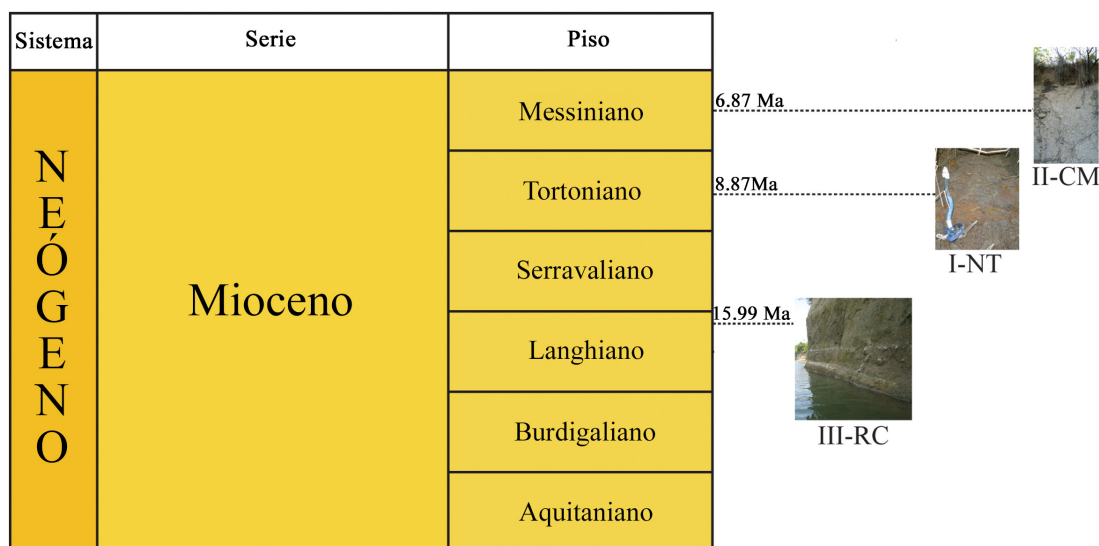 Sistema
Serie
Piso
NEÓGENO
Mioceno
Messiniano
Tortoniano
Serravaliano
Langhiano
Burdigaliano
Aquitaniano
6.87 Ma
II-CM
8.87Ma
I-NT
15.99 Ma
III-RC